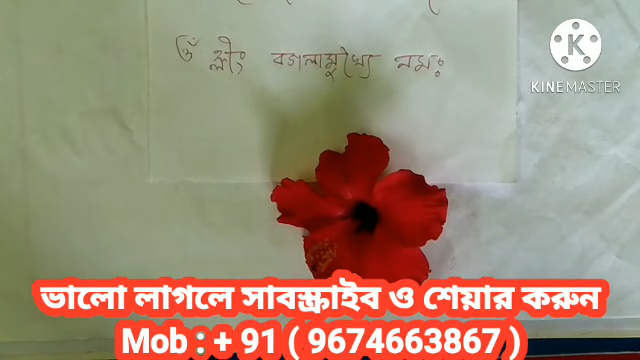 ওঁ হ্লীং বগলামুখ্যৈ নমঃ
KINEMASTER
ভালো লাগলে সাবস্ক্রাইব ও শেয়ার করুন
Mob : + 91 ( 9674663867 )